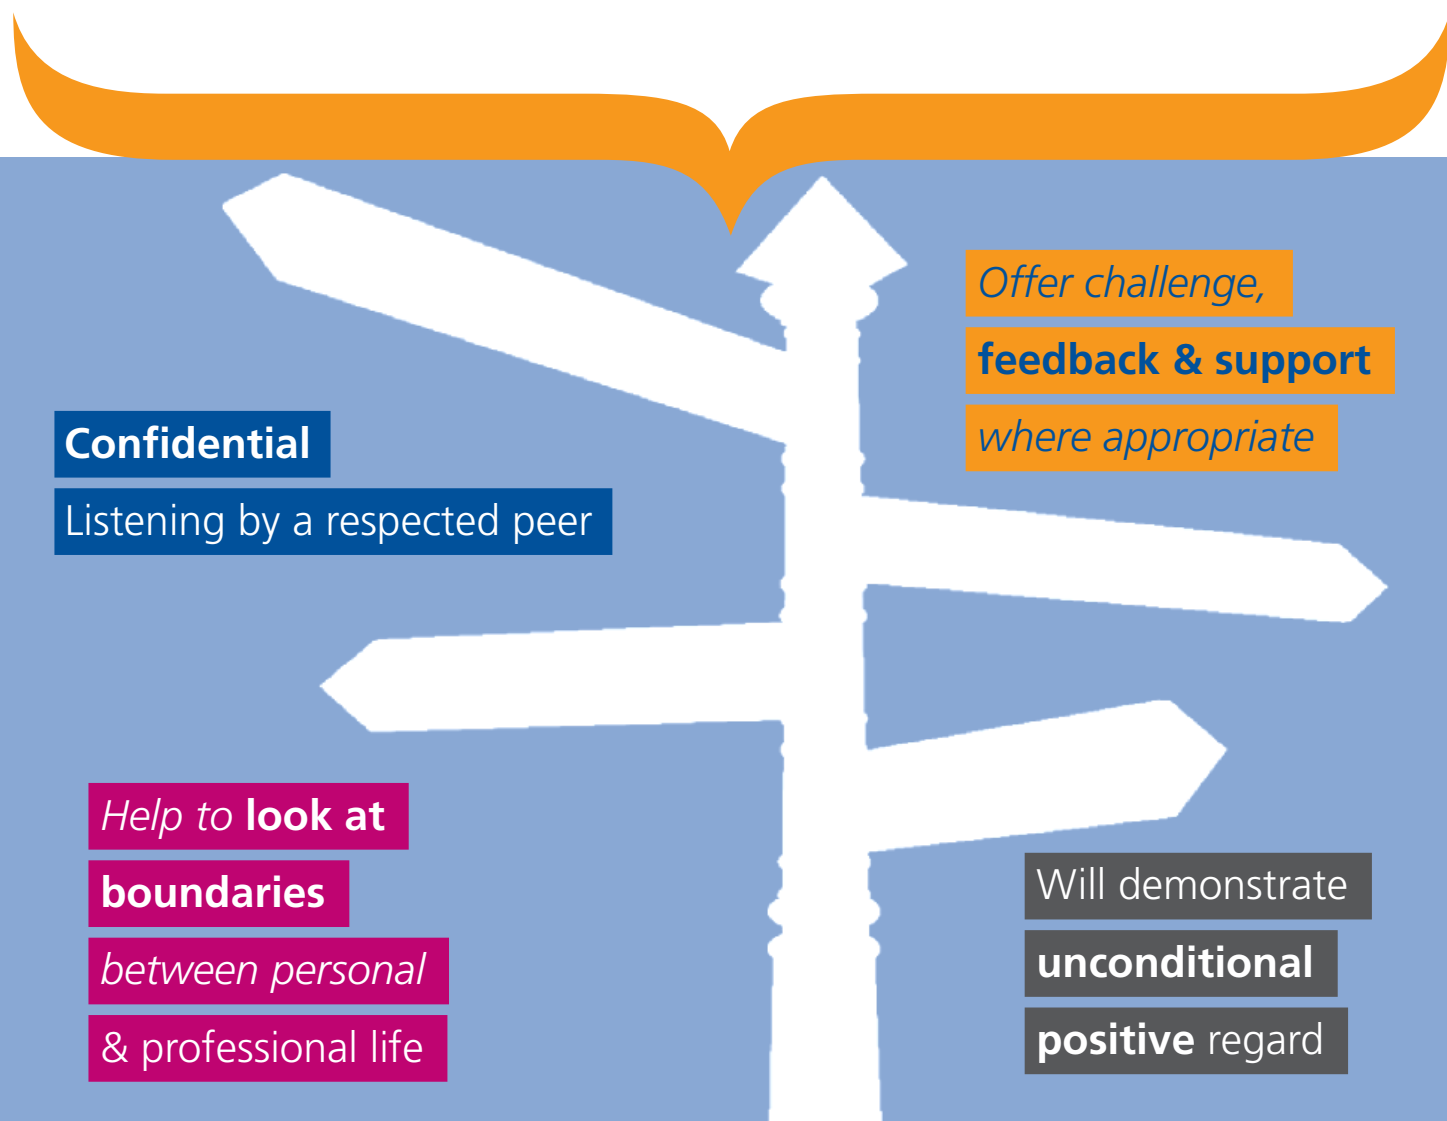 Confidential
Listening by a respected peer
Offer challenge,
feedback & support
where appropriate
Help to look at
boundaries
between personal
& professional life
Will demonstrate
unconditional
positive regard